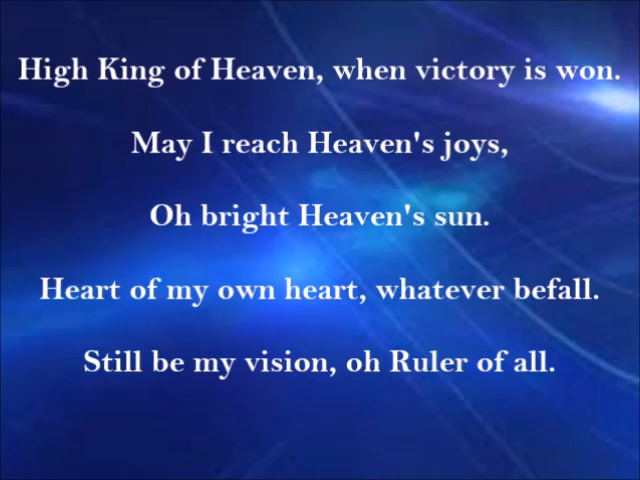 High King of Heaven, when victory is won.
May I reach Heaven's joys,
Oh bright Heaven's sun.
Heart of my own heart, whatever befall.
Still be my vision, oh Ruler of all.